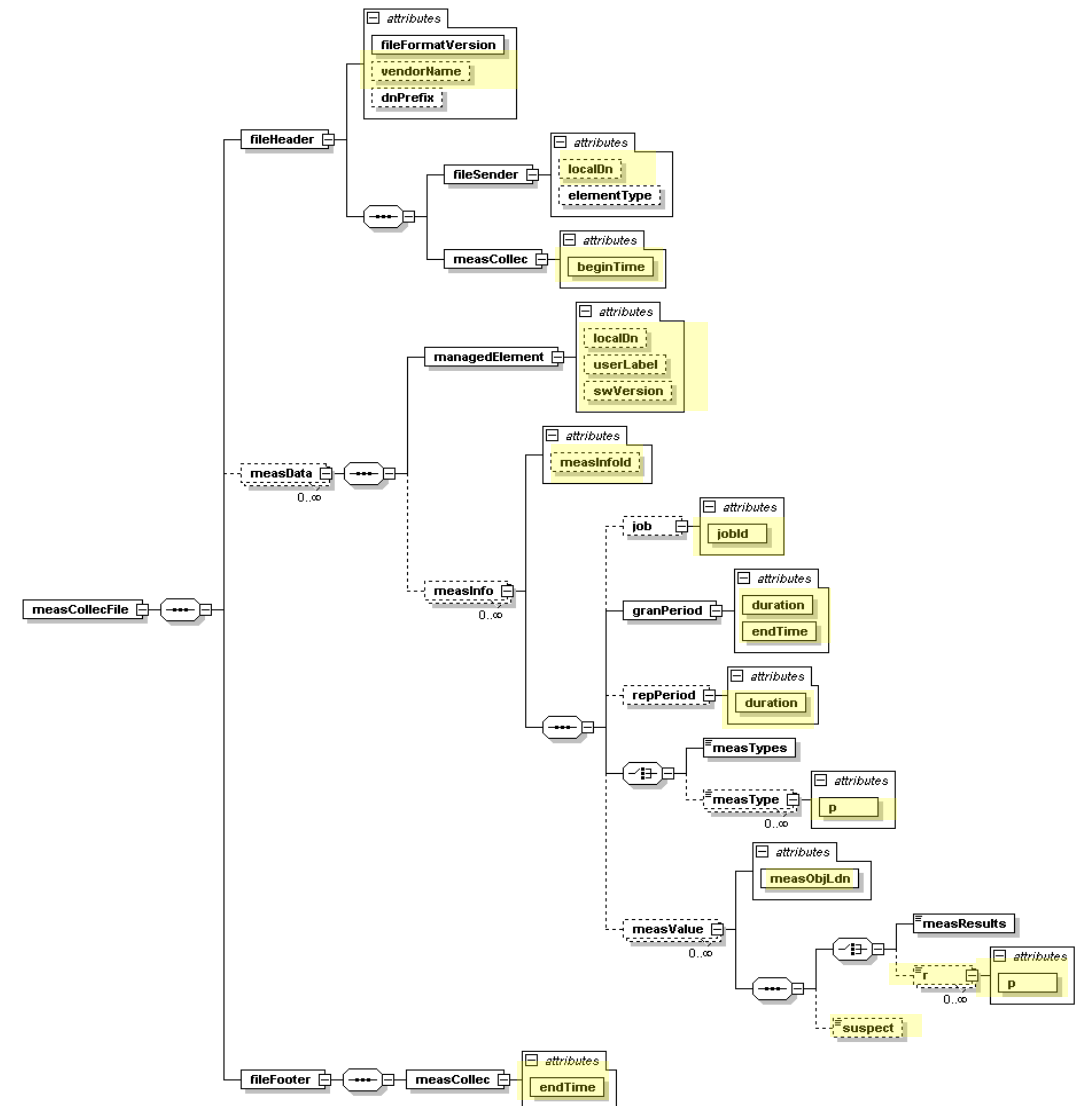 attributes
fileFormatVersion
vendorName
dnPrefix
fileHeader
attributes
fileSender
localDn
elementType
attributes
measCollec
beginTime
attributes
managedElement
localDn
userLabel
swVersion
attributes
measInfoId
measData
0..∞
attributes
job
jobId
attributes
measInfo
0..∞
granPeriod
duration
endTime
measCollecFile
attributes
repPeriod
duration
measTypes
attributes
measType
p
0..∞
attributes
measObjLdn
measValue
0..∞
measResults
attributes
r
p
0..∞
suspect
attributes
fileFooter
measCollec
endTime